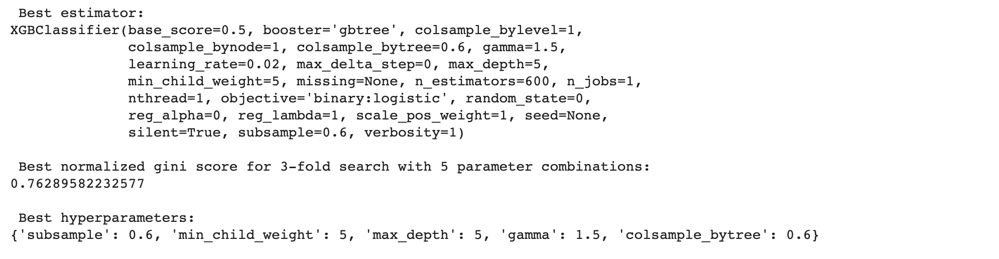 Best estimator:
XGBClassifier(base_score=0.5, booster='gbtree', colsample_bylevel=1,
colsample_bynode=1, colsample_bytree=0.6, gamma=1.5,
learning_rate=0.02, max_delta_step=0, max_depth=5,
min_child_weight=5, missing=None, n_estimators=600, n_jobs=1,
nthread=1, objective='binary:logistic', random_state=0,
reg_alpha=0, reg_lambda=1, scale_pos_weight=1, seed=None,
silent=True, subsample=0.6, verbosity=1)
Best normalized gini score for 3-fold search with 5 parameter combinations:
0.76289582232577
Best hyperparameters:
{'subsample': 0.6, 'min_child_weight': 5, 'max_depth': 5, 'gamma': 1.5, 'colsample_bytree': 0.6}